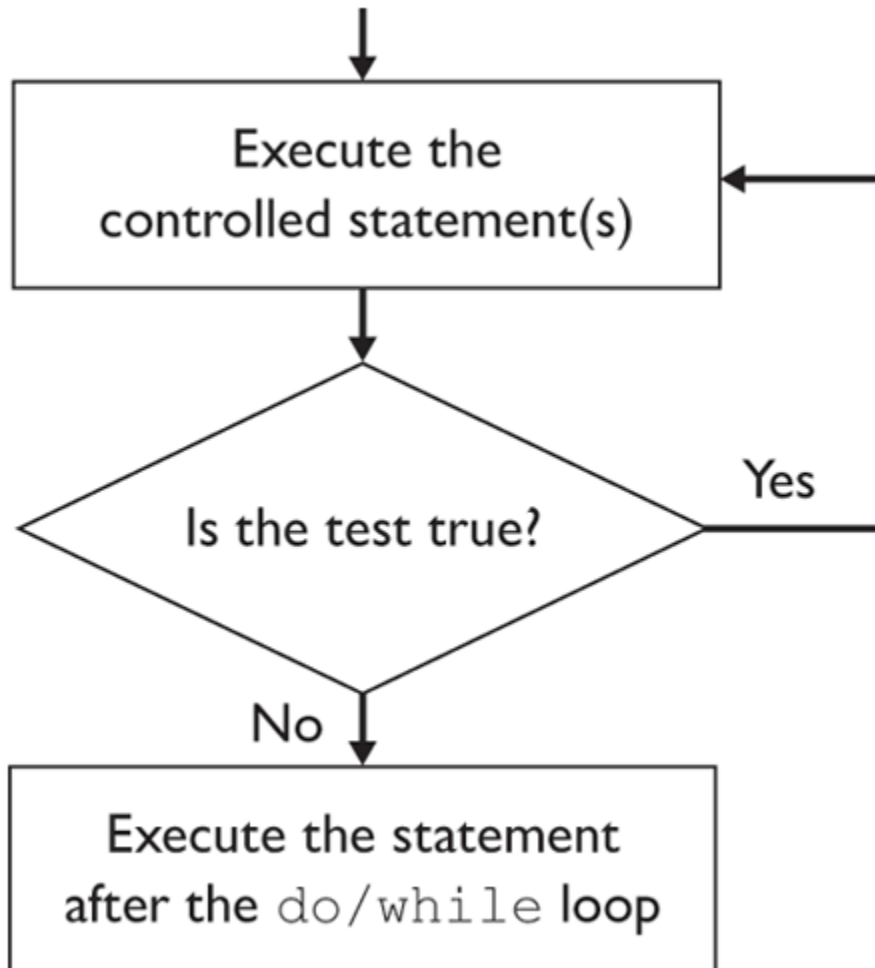 Execute the
controlled statement(s)
Is the test true?
Yes
No
Execute the statement
after the do/while loop